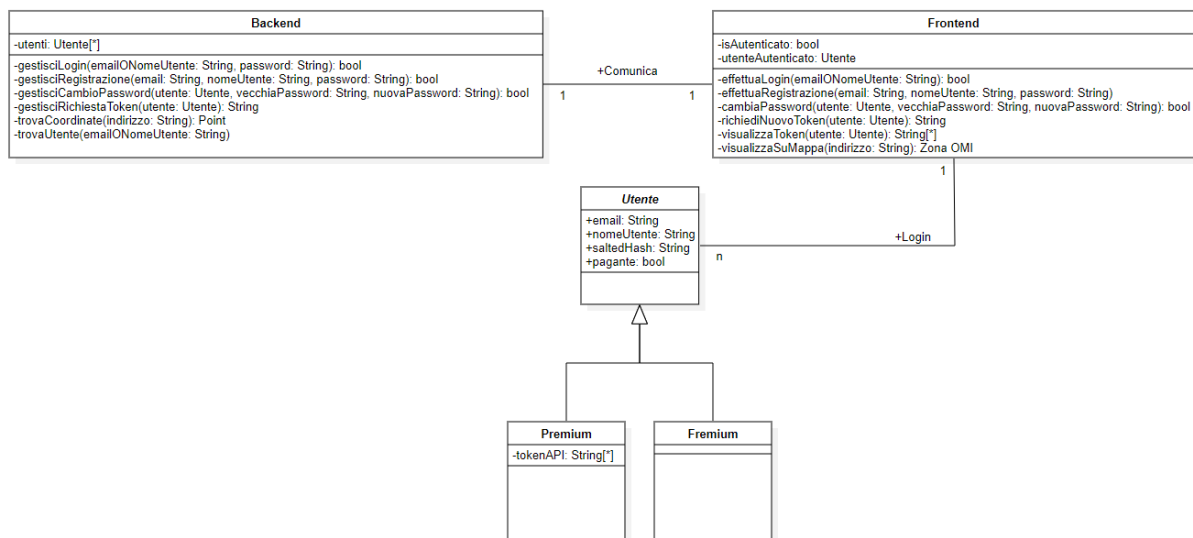 Backend
-utenti: Utente[*]
-gestisciLogin(emailONomeUtente: String, password: String): bool
-gestisciRegistrazione(email: String, nomeUtente: String, password: String): bool
-gestisciCambioPassword(utente: Utente, vecchiaPassword: String, nuovaPassword: String): bool
-gestisciRichiestaToken(utente: Utente): String
-trovaCoordinate(indirizzo: String): Point
-trovaUtente(emailONomeUtente: String)
+Comunica
1
1
Frontend
-isAutenticato: bool
-utenteAutenticato: Utente
-effettuaLogin(emailONomeUtente: String): bool
-effettuaRegistrazione(email: String, nomeUtente: String, password: String)
-cambiaPassword(utente: Utente, vecchiaPassword: String, nuovaPassword: String): bool
-richiediNuovoToken(utente: Utente): String
-visualizzaToken(utente: Utente): String[*]
-visualizzaSuMappa(indirizzo: String): Zona OMI
1
+Login
n
Utente
+email: String
+nomeUtente: String
+saltedHash: String
+pagante: bool
Premium
-tokenAPI: String[*]
Fremium